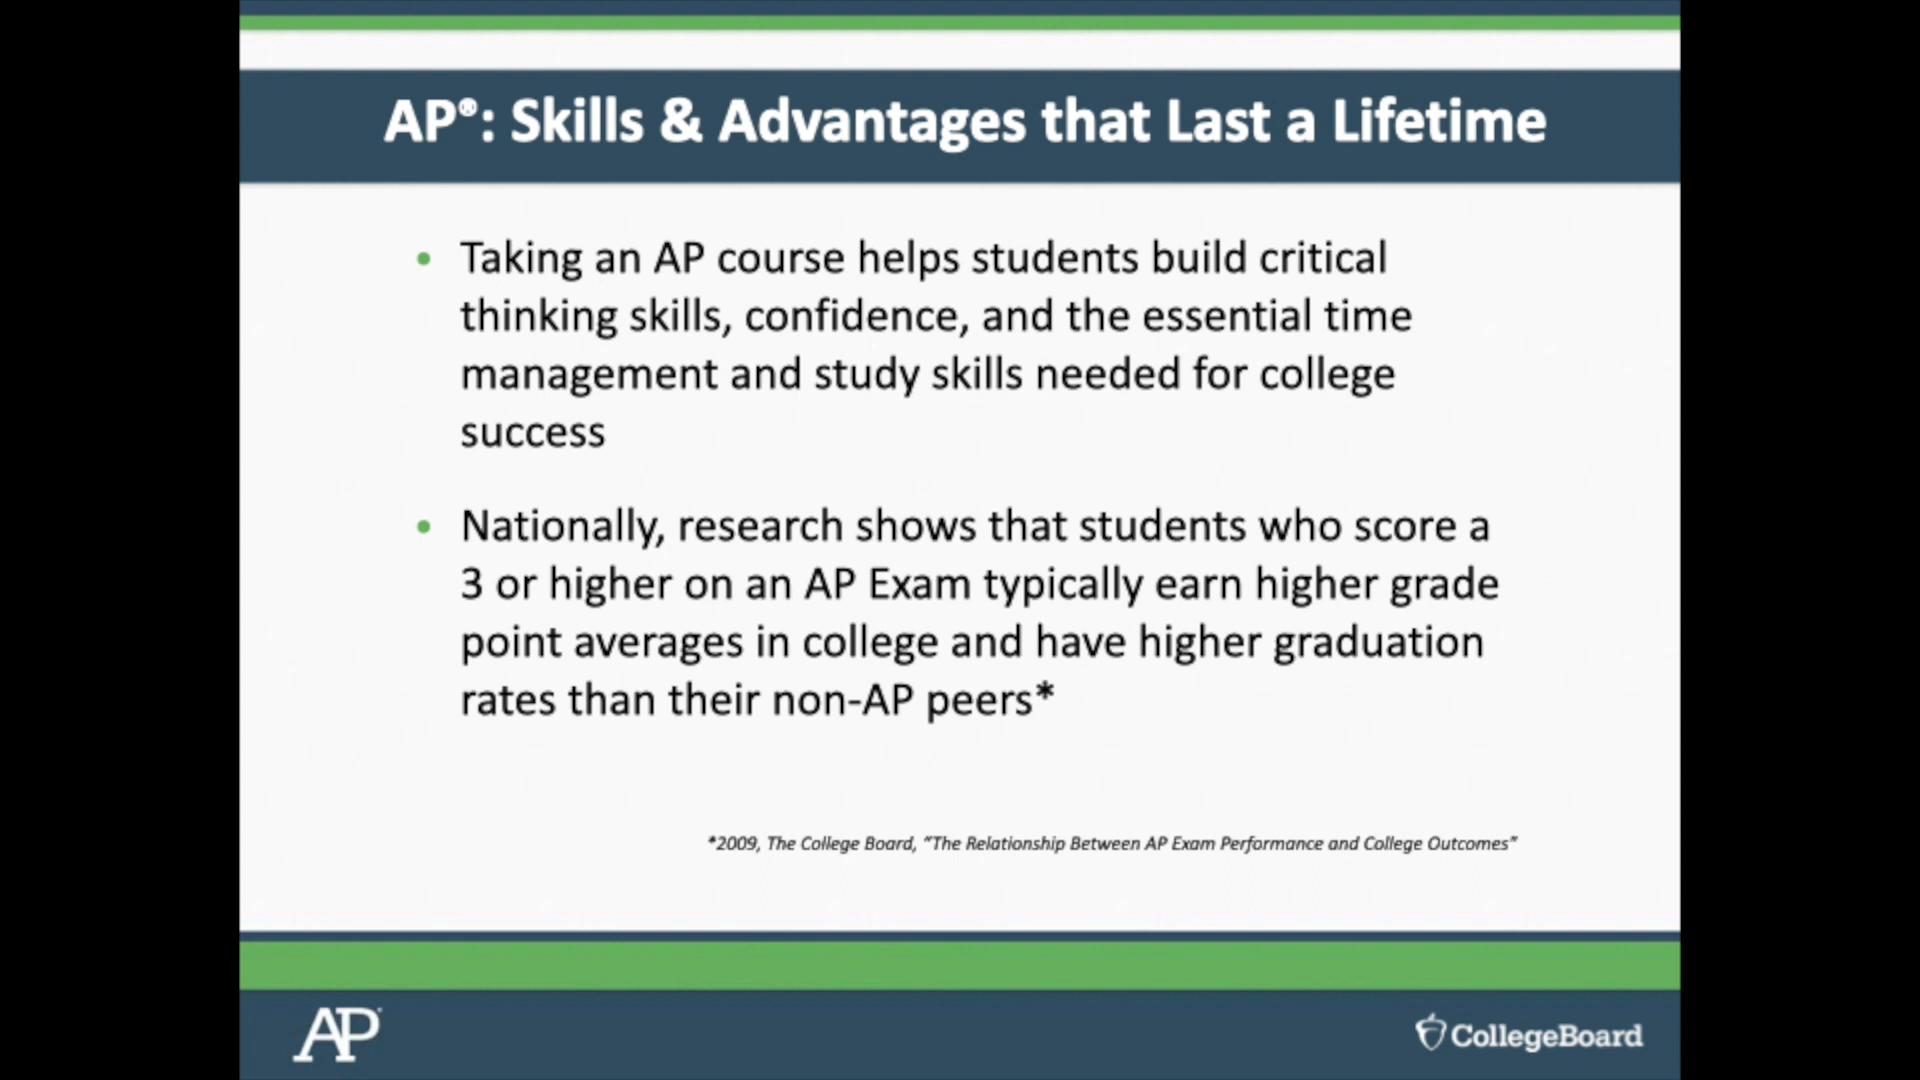 AP®: Skills & Advantages that Last a Lifetime
• Taking an AP course helps students build critical
thinking skills, confidence, and the essential time
management and study skills needed for college
success
• Nationally, research shows that students who score a
3 or higher on an AP Exam typically earn higher grade
point averages in college and have higher graduation
rates than their non-AP peers*
*2009, The College Board, “The Relationship Between AP Exam Performance and College Outcomes”
AP
CollegeBoard